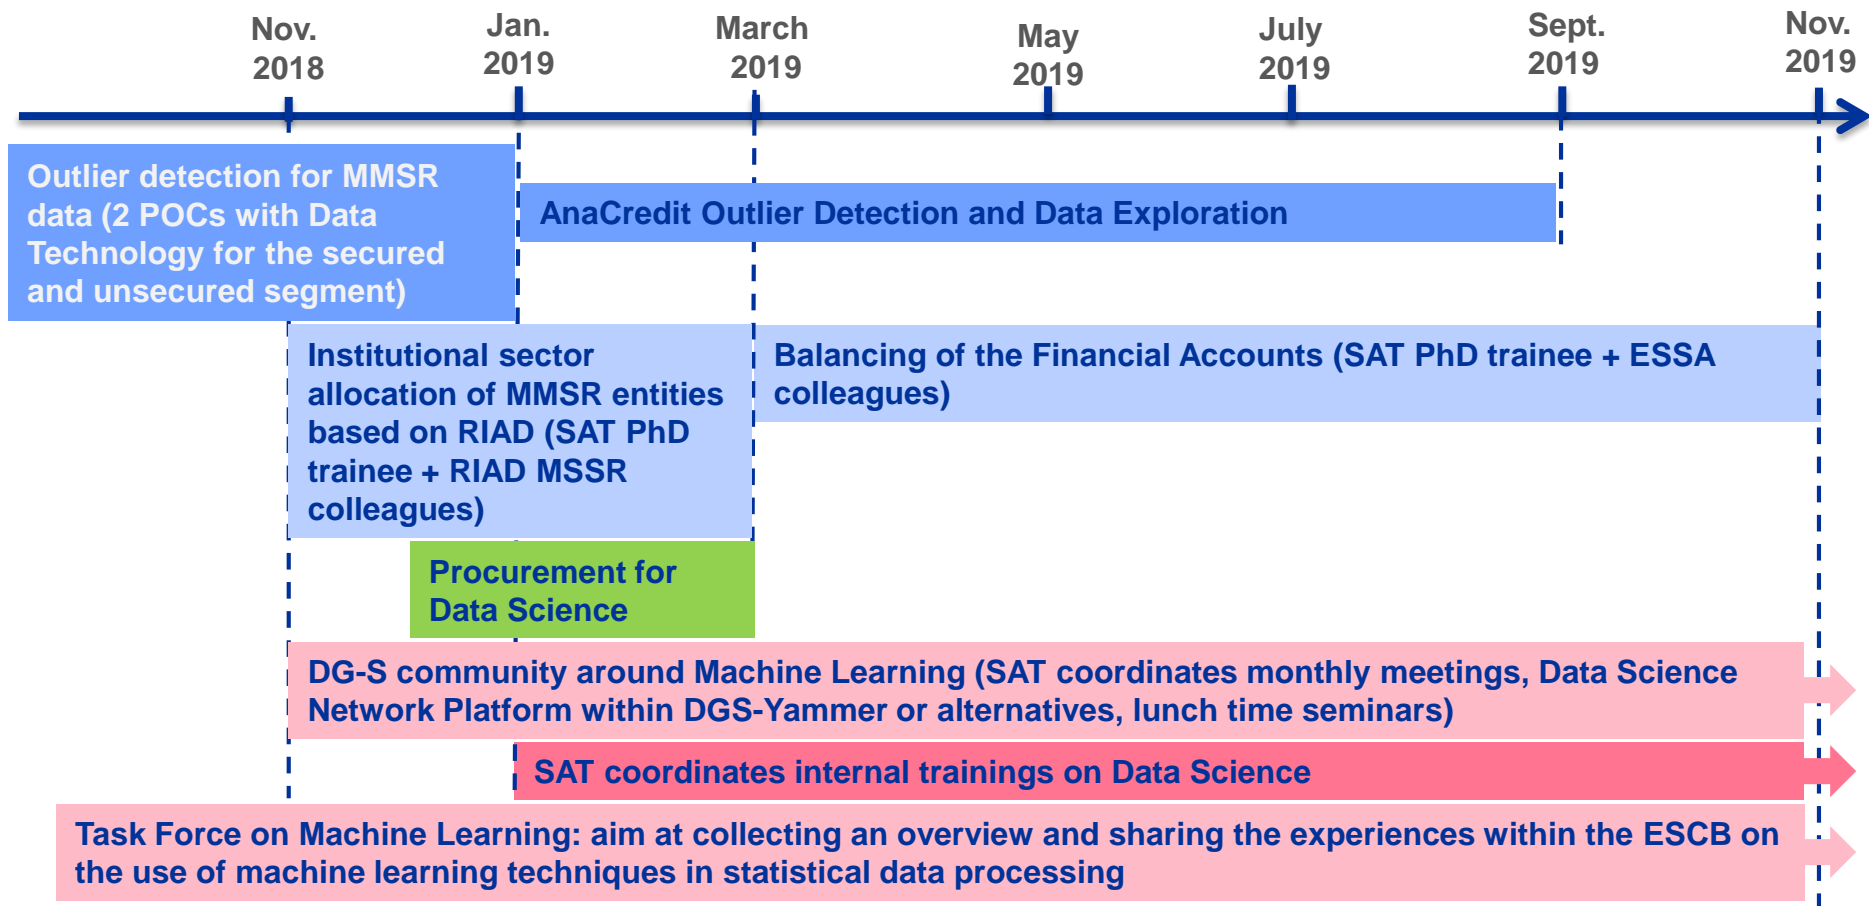 Nov.
2018
Jan.
2019
March
2019
May
2019
July
2019
Sept.
2019
Nov.
2019
Outlier detection for MMSR
data (2 POCs with Data
Technology for the secured
and unsecured segment)
AnaCredit Outlier Detection and Data Exploration
Institutional sector
allocation of MMSR entities
based on RIAD (SAT PhD
trainee + RIAD MSSR
colleagues)
Balancing of the Financial Accounts (SAT PhD trainee + ESSA
colleagues)
Procurement for
Data Science
DG-S community around Machine Learning (SAT coordinates monthly meetings, Data Science
Network Platform within DGS-Yammer or alternatives, lunch time seminars)
SAT coordinates internal trainings on Data Science
Task Force on Machine Learning: aim at collecting an overview and sharing the experiences within the ESCB on
the use of machine learning techniques in statistical data processing